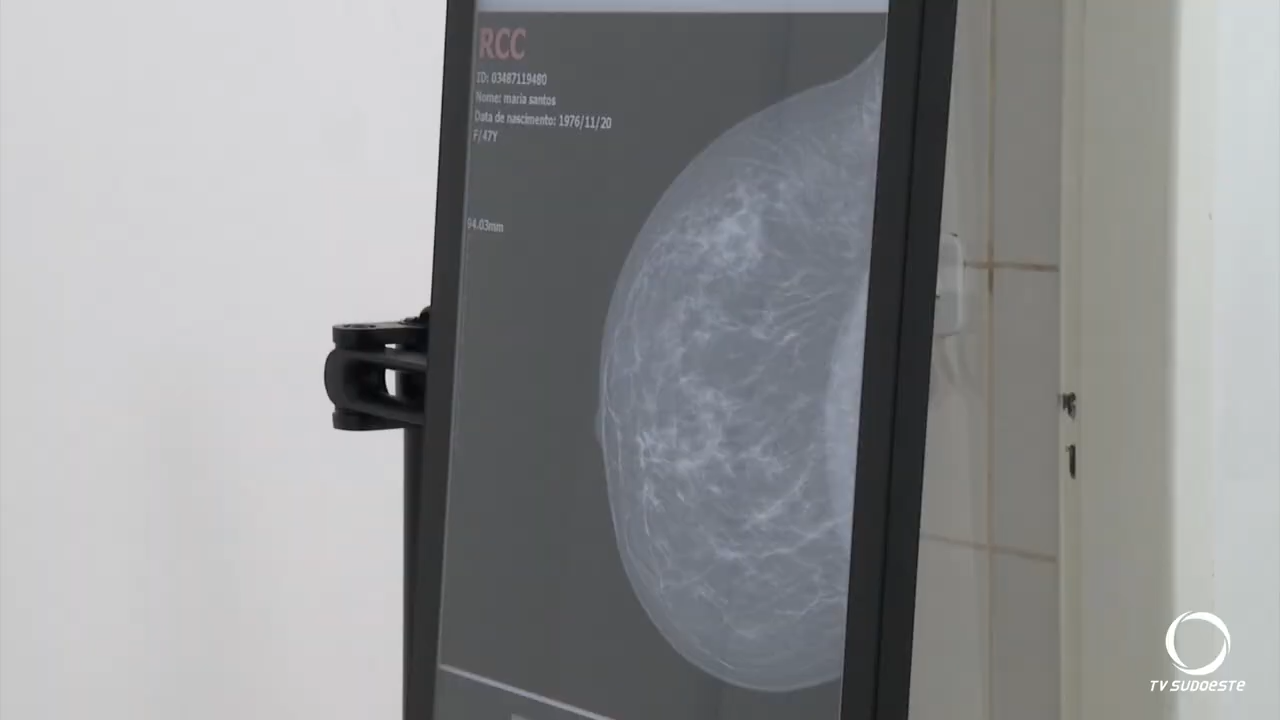 RCC
ID: 03487119480
Nome: maria santos
Data de nascimento: 1976/11/20
F/47Y
94.03mm
TV SUDOESTE